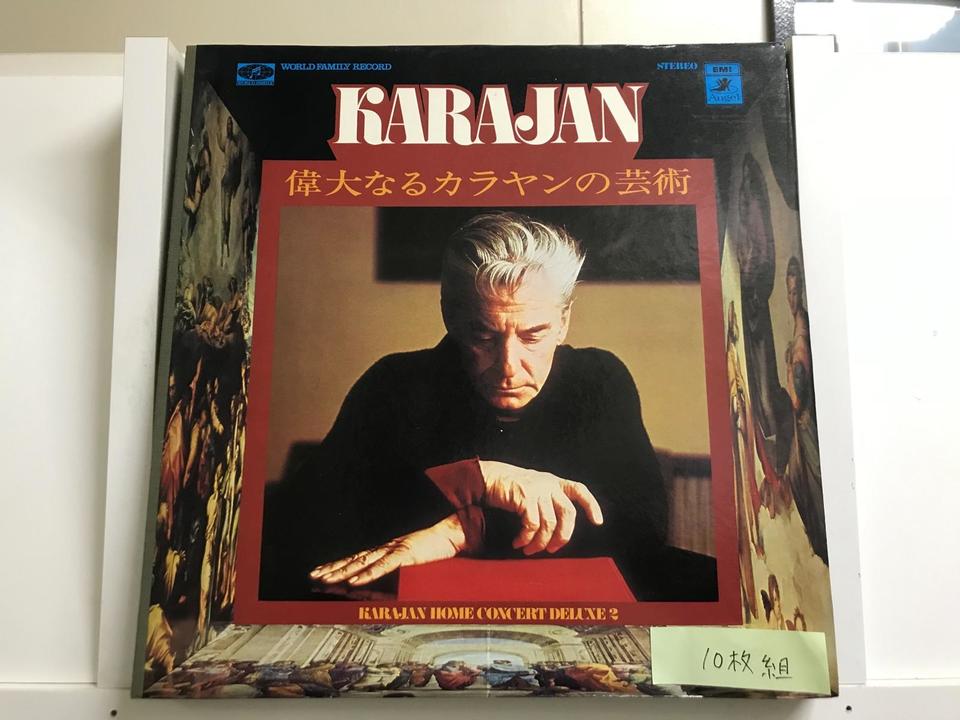 WORLD FAMILY RECORD
STEREO
EMI
Angel
KARAJAN
偉大なるカラヤンの芸術
KARAJAN HOME CONCERT DELUXE 2
10枚組